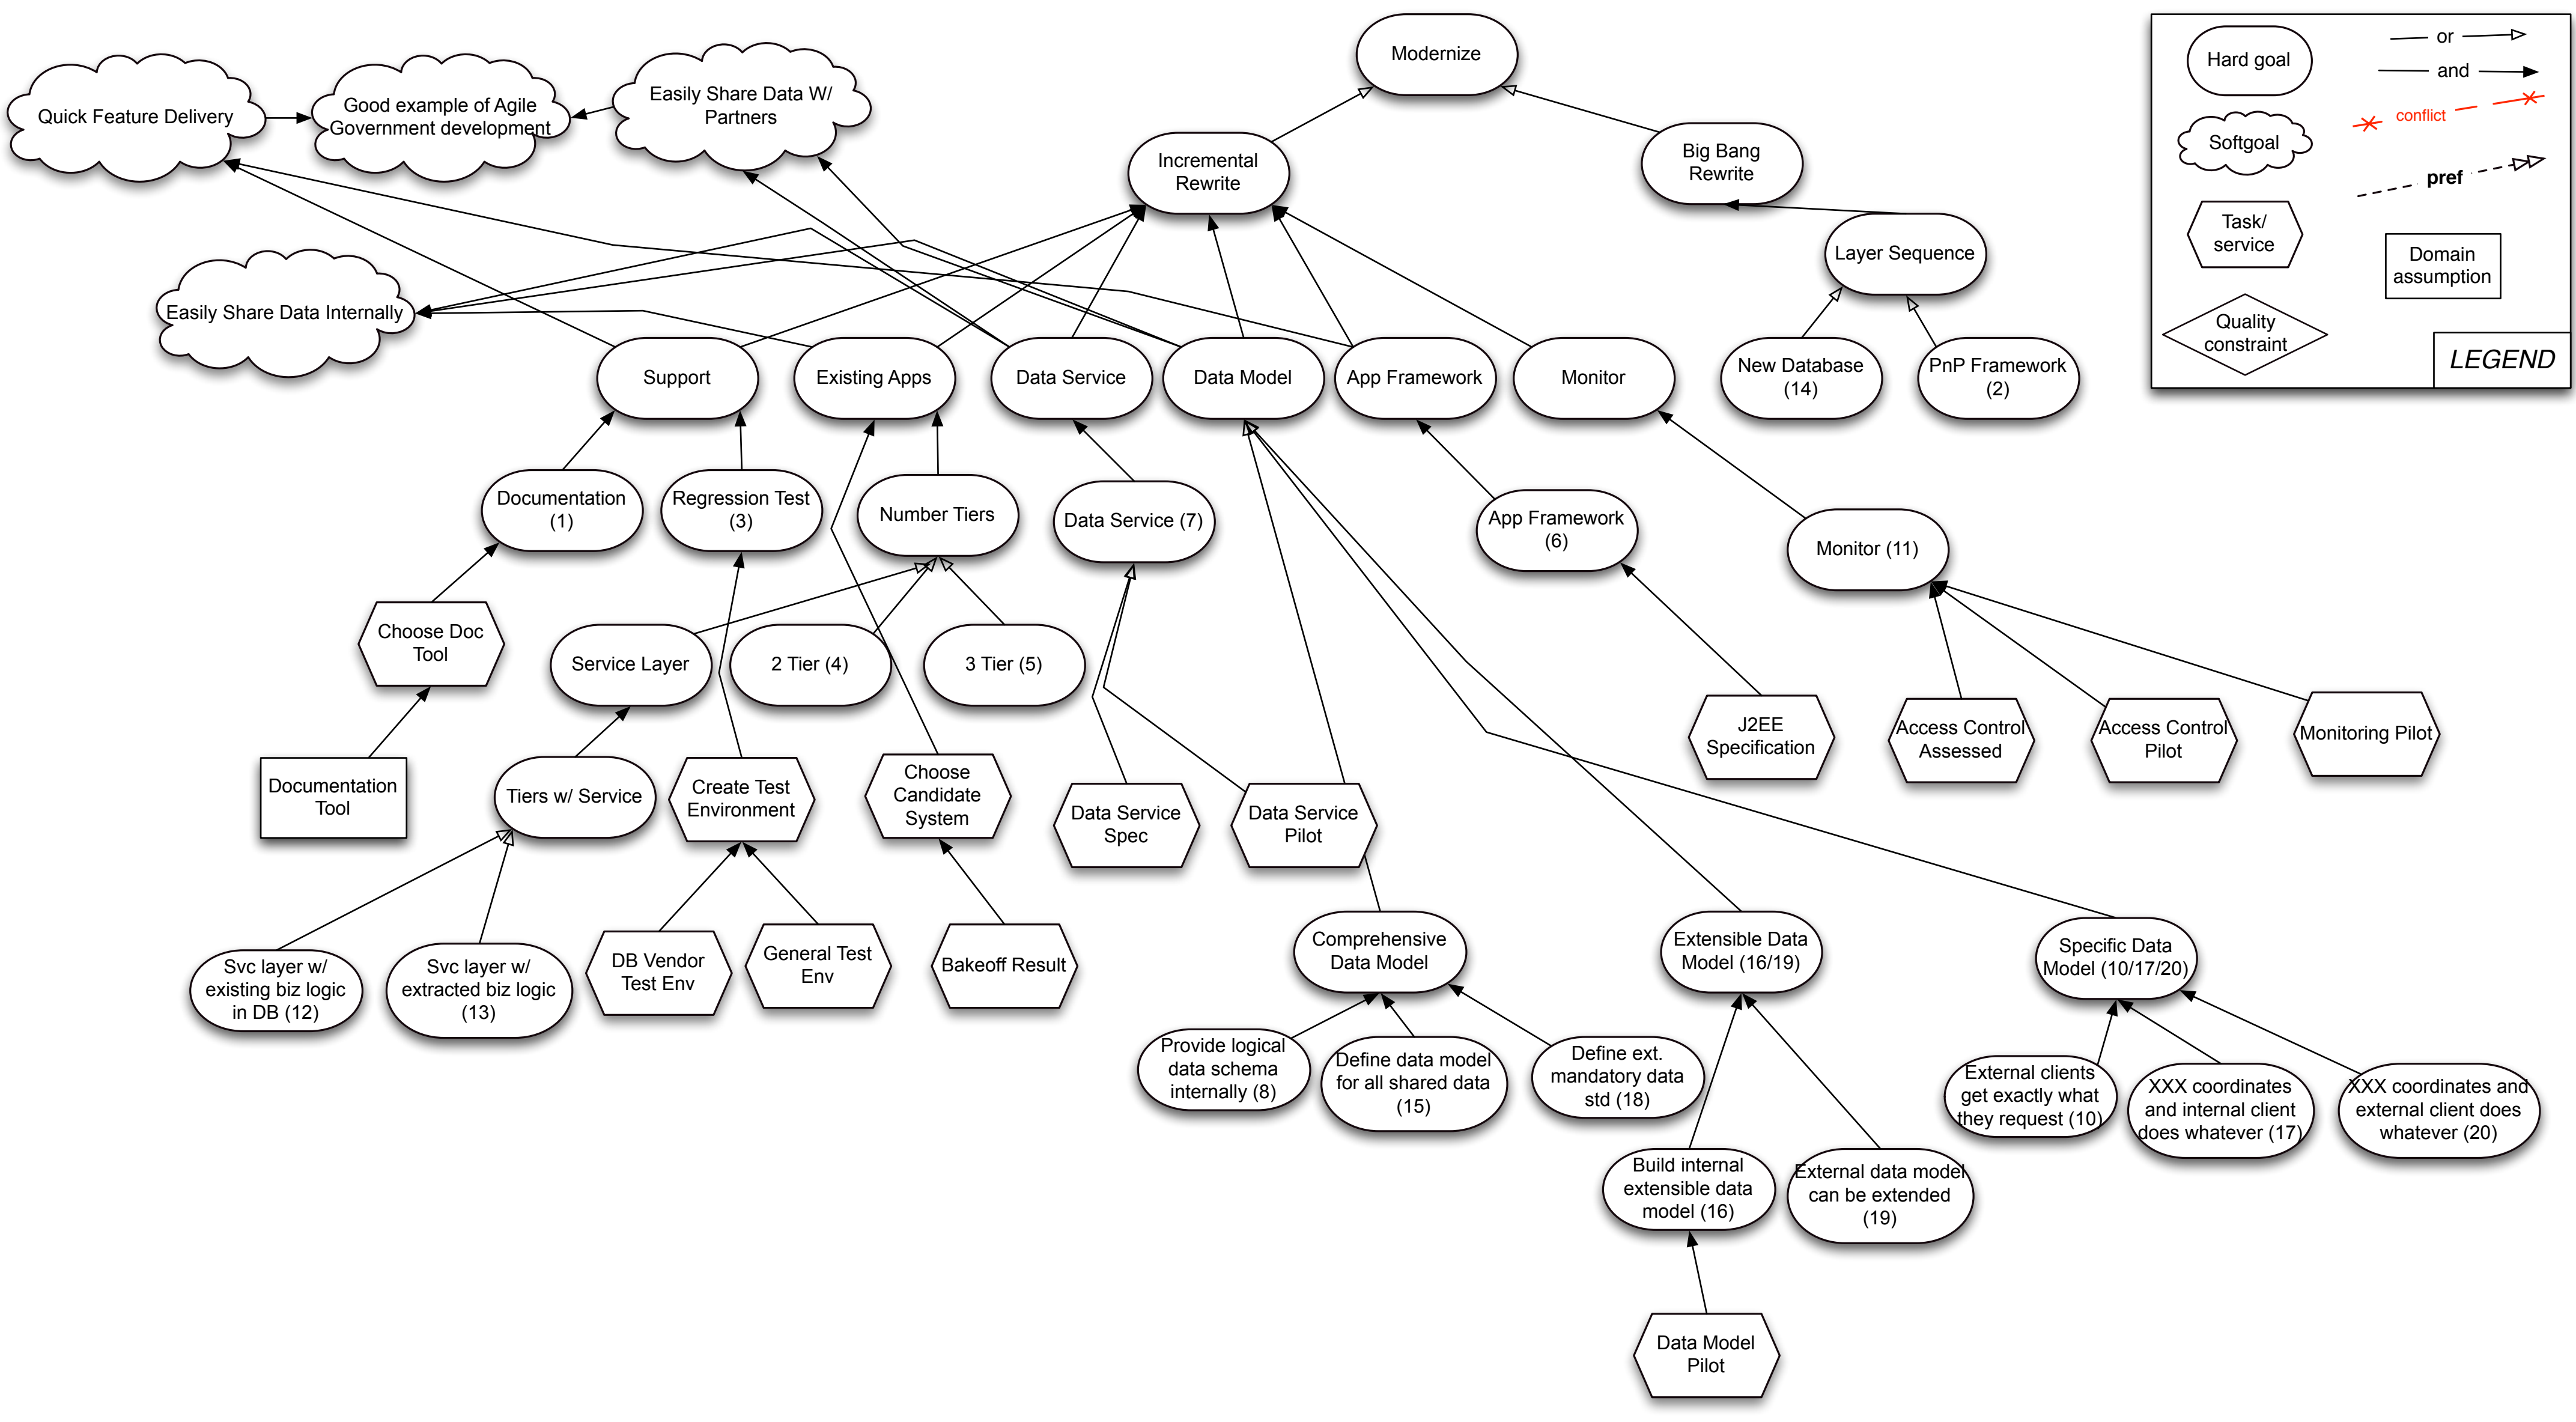 Modernize
Quick Feature Delivery
Good example of Agile
Government development
Easily Share Data W/
Partners
Incremental
Rewrite
Big Bang
Rewrite
Layer Sequence
Easily Share Data Internally
Support
Existing Apps
Data Service
Data Model
App Framework
Monitor
New Database
(14)
PnP Framework
(2)
Documentation
(1)
Regression Test
(3)
Number Tiers
Data Service (7)
App Framework
(6)
Monitor (11)
Choose Doc
Tool
Service Layer
2 Tier (4)
3 Tier (5)
J2EE
Specification
Access Control
Assessed
Access Control
Pilot
Monitoring Pilot
Documentation
Tool
Tiers w/ Service
Create Test
Environment
Choose
Candidate
System
Data Service
Spec
Data Service
Pilot
Svc layer w/
existing biz logic
in DB (12)
Svc layer w/
extracted biz logic
(13)
DB Vendor
Test Env
General Test
Env
Bakeoff Result
Comprehensive
Data Model
Extensible Data
Model (16/19)
Specific Data
Model (10/17/20)
Provide logical
data schema
internally (8)
Define data model
for all shared data
(15)
Define ext.
mandatory data
std (18)
External clients
get exactly what
they request (10)
XXX coordinates
and internal client
does whatever (17)
XXX coordinates and
external client does
whatever (20)
Build internal
extensible data
model (16)
External data model
can be extended
(19)
Data Model
Pilot
Hard goal
or
and
conflict
Softgoal
pref
Task/
service
Domain
assumption
Quality
constraint
LEGEND